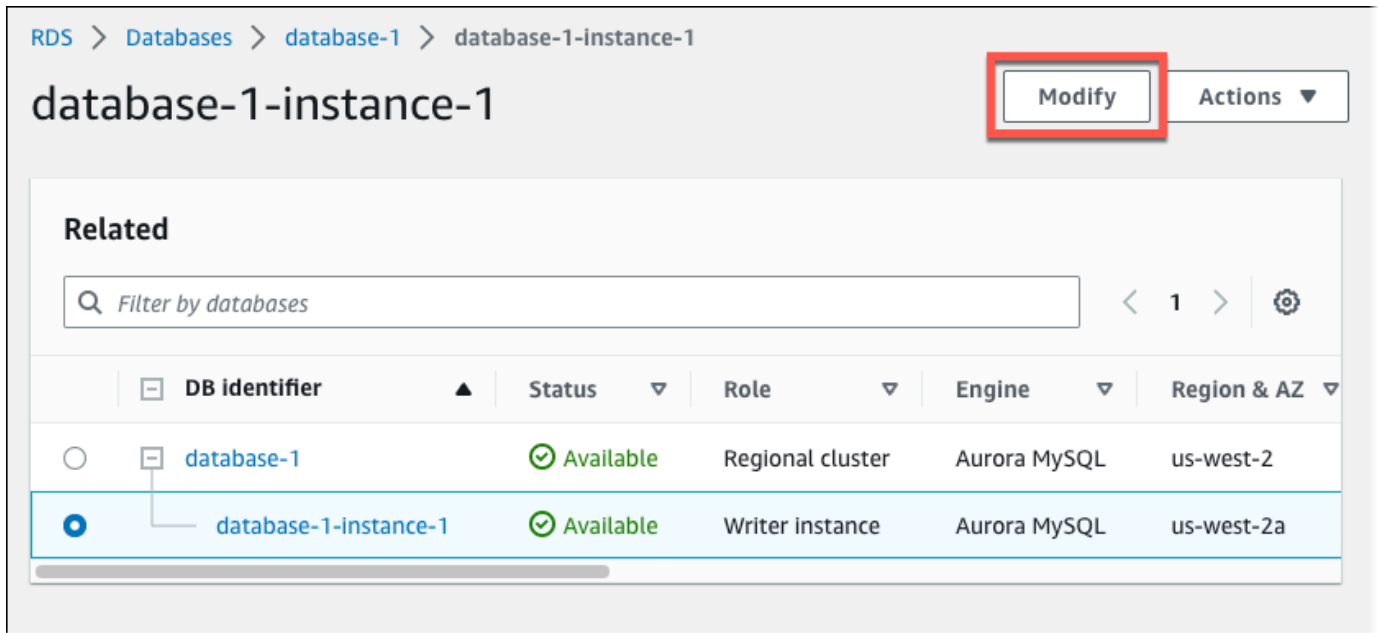 RDS > Databases > database-1 > database-1-instance-1
database-1-instance-1
Modify
Actions
Related
Filter by databases
1
DB identifier Status Role Engine Region & AZ
database-1 Available Regional cluster Aurora MySQL us-west-2
database-1-instance-1 Available Writer instance Aurora MySQL us-west-2a